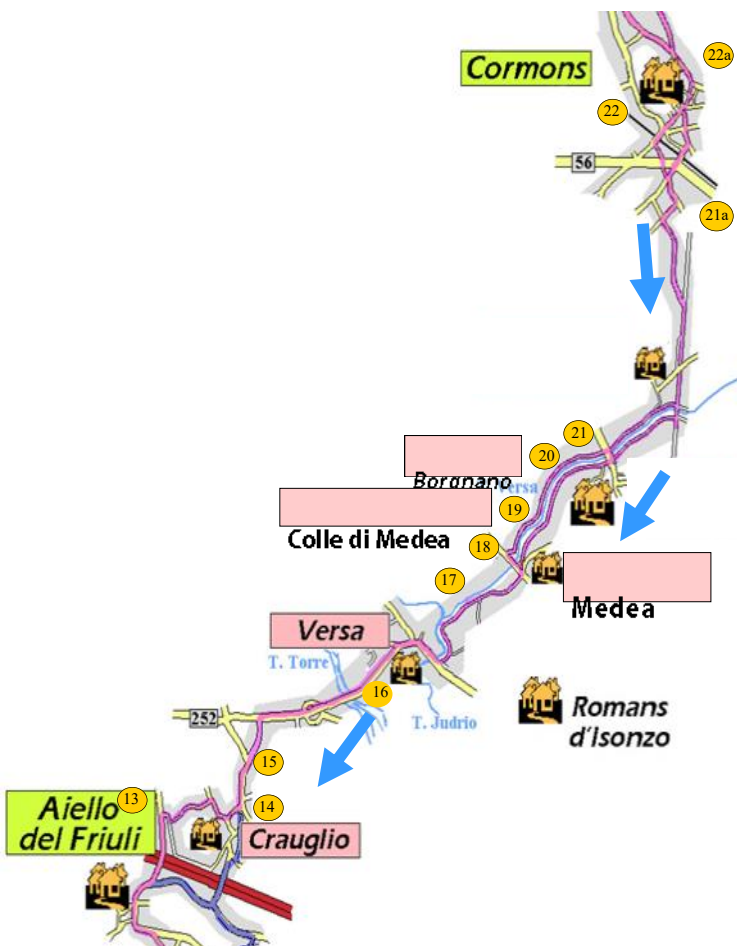 22a
Cormons
22
56
21a
21
20
Borgnano
Versa
19
Colle di Medea
18
17
Medea
Versa
T. Torre
16
T. Judrio
252
Romans
d'Isonzo
15
13
Aiello
del Friuli
14
Crauglio